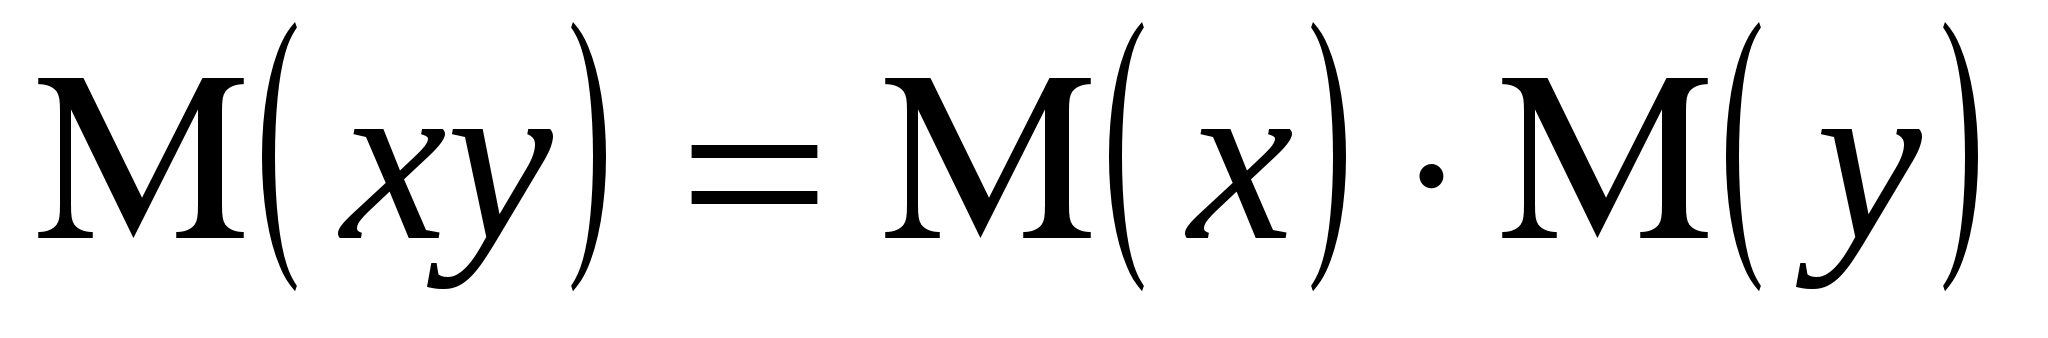 M(xy) = M(x) · M(y)